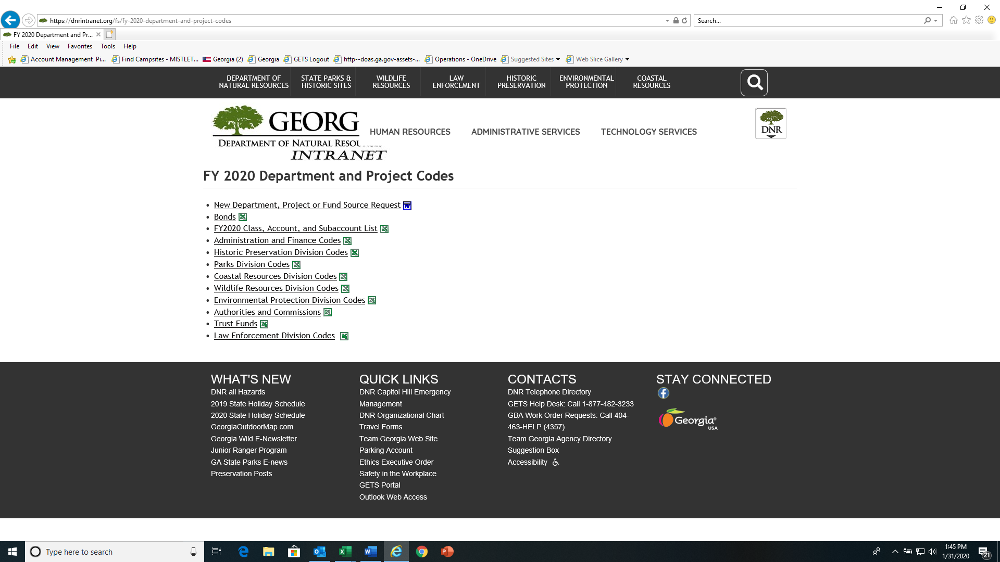 https://dnrintranet.org/fs/fy-2020-department-and-project-codes
Search...
FY 2020 Department and Pr...
File Edit View Favorites Tools Help
Account Management Pi... Find Campsites - MISTLET... Georgia (2) Georgia GETS Logout http--doas.ga.gov-assets-... Operations - OneDrive Suggested Sites Web Slice Gallery
DEPARTMENT OF NATURAL RESOURCES
STATE PARKS & HISTORIC SITES
WILDLIFE RESOURCES
LAW ENFORCEMENT
HISTORIC PRESERVATION
ENVIRONMENTAL PROTECTION
COASTAL RESOURCES
GEORG
DEPARTMENT OF NATURAL RESOURCES
INTRANET
HUMAN RESOURCES ADMINISTRATIVE SERVICES TECHNOLOGY SERVICES
DNR
FY 2020 Department and Project Codes
• New Department, Project or Fund Source Request
• Bonds
• FY2020 Class, Account, and Subaccount List
• Administration and Finance Codes
• Historic Preservation Division Codes
• Parks Division Codes
• Coastal Resources Division Codes
• Wildlife Resources Division Codes
• Environmental Protection Division Codes
• Authorities and Commissions
• Trust Funds
• Law Enforcement Division Codes
WHAT'S NEW
DNR all Hazards
2019 State Holiday Schedule
2020 State Holiday Schedule
GeorgiaOutdoorMap.com
Georgia Wild E-Newsletter
Junior Ranger Program
GA State Parks E-news
Preservation Posts
QUICK LINKS
DNR Capitol Hill Emergency
Management
DNR Organizational Chart
Travel Forms
Team Georgia Web Site
Parking Account
Ethics Executive Order
Safety in the Workplace
GETS Portal
Outlook Web Access
CONTACTS
DNR Telephone Directory
GETS Help Desk: Call 1-877-482-3233
GBA Work Order Requests: Call 404-
463-HELP (4357)
Team Georgia Agency Directory
Suggestion Box
Accessibility
STAY CONNECTED
Georgia®
USA
Type here to search
1:45 PM
1/31/2020
21